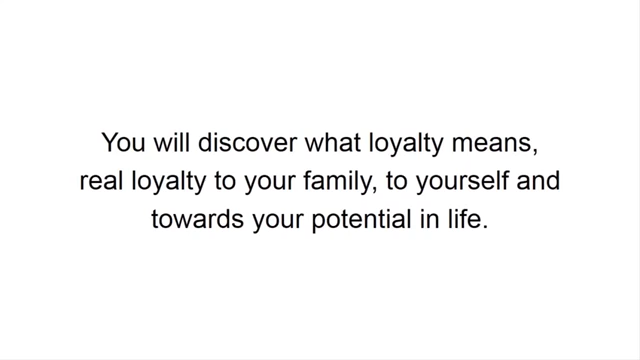 You will discover what loyalty means,
real loyalty to your family, to yourself and
towards your potential in life.